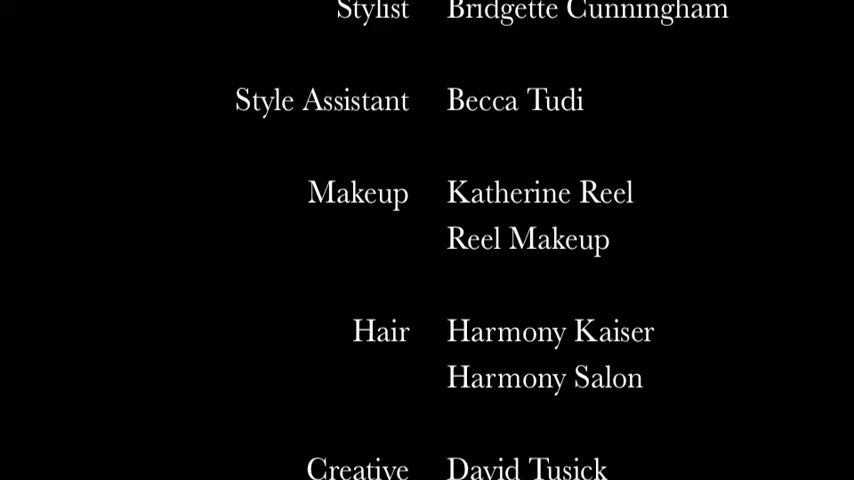 Stylist Bridgette Cunningham
Style Assistant Becca Tudi
Makeup Katherine Reel
Reel Makeup
Hair Harmony Kaiser
Harmony Salon
Creative David Tusick